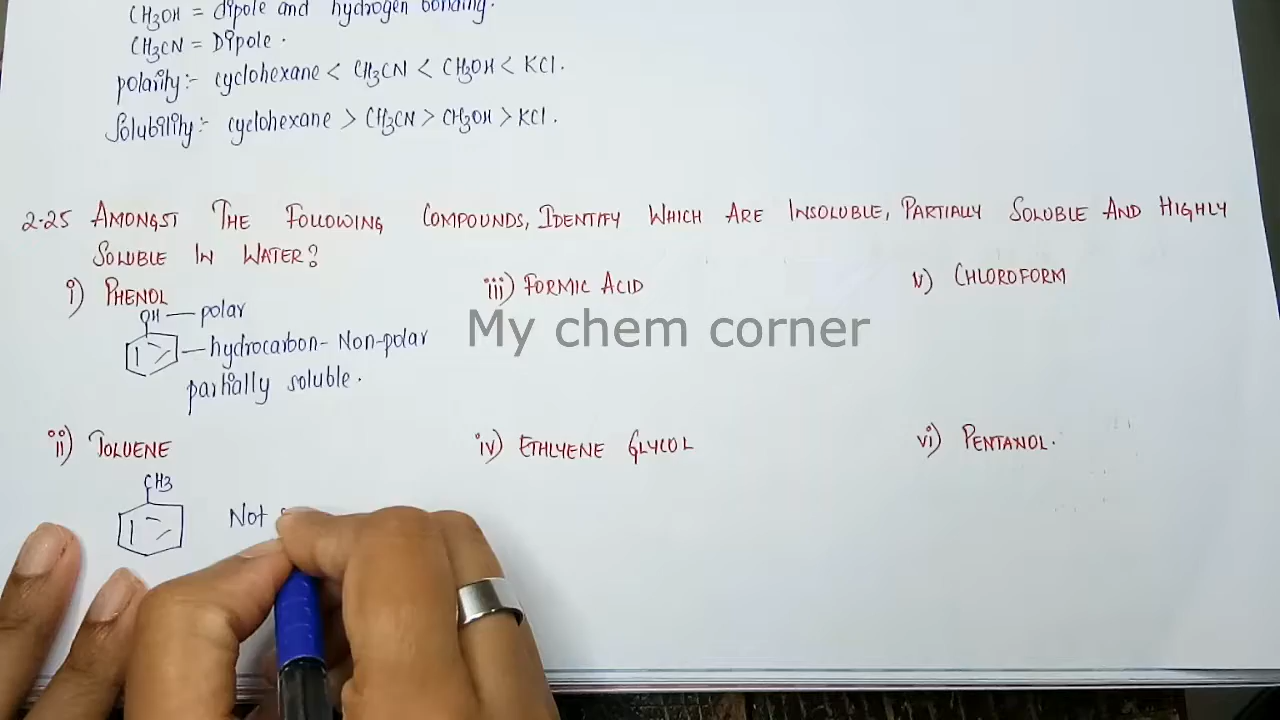 CH3OH = dipole and hydrogen bonding.
CH3CN = Dipole.
polarity:- cyclohexane < CH3CN < CH3OH < KCl.
Solubility:- cyclohexane > CH3CN > CH3OH > KCl.
2.25 AMONGST THE FOLLOWING COMPOUNDS, IDENTIFY WHICH ARE INSOLUBLE, PARTIALLY SOLUBLE AND HIGHLY
SOLUBLE IN WATER?
i) PHENOL
OH — polar
— hydrocarbon- Non-polar
partially soluble.
iii) FORMIC ACID
v) CHLOROFORM
My chem corner
ii) TOLUENE
CH3
Not
iv) ETHLYENE GLYCOL
vi) PENTANOL.